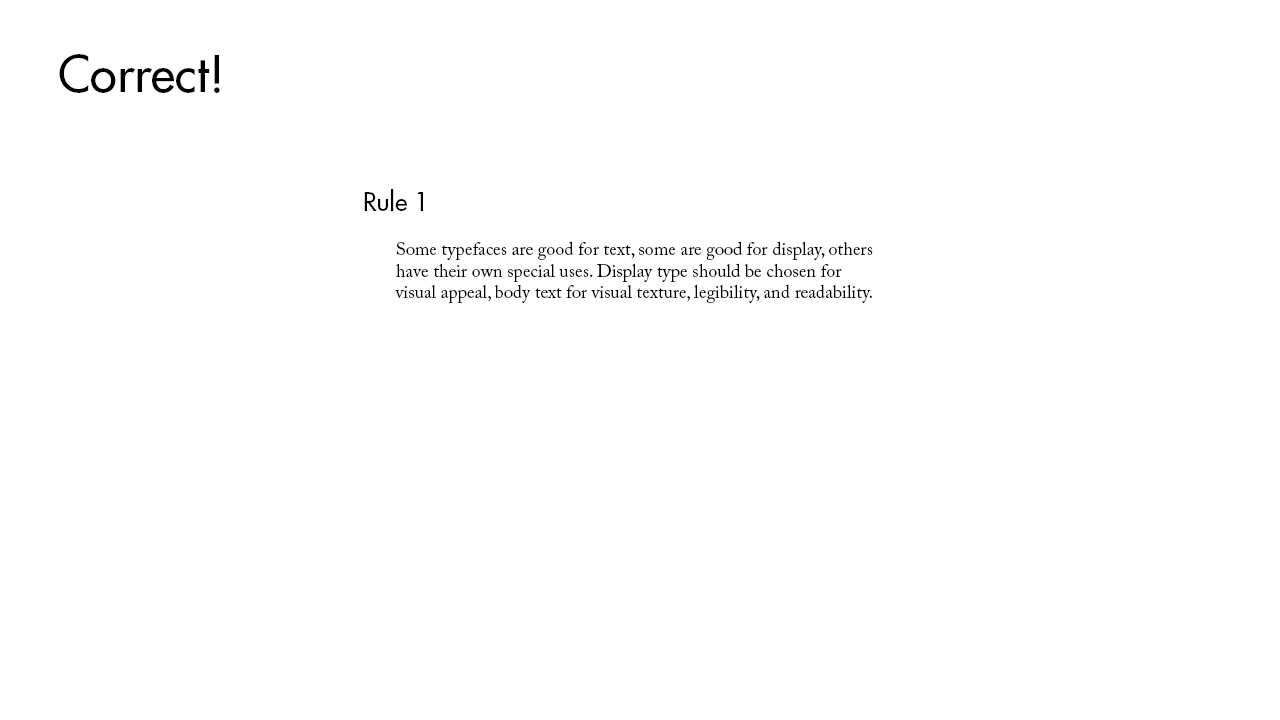 Correct!
Rule 1
Some typefaces are good for text, some are good for display, others
have their own special uses. Display type should be chosen for
visual appeal, body text for visual texture, legibility, and readability.